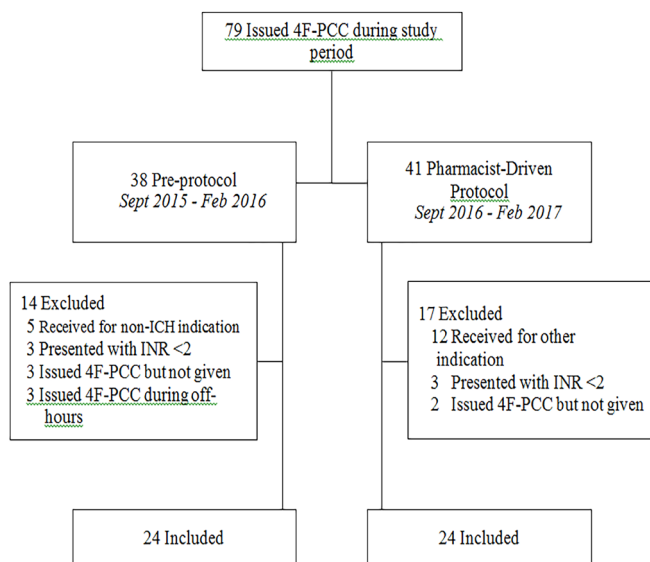 79 Issued 4F-PCC during study
period
38 Pre-protocol
Sept 2015 - Feb 2016
41 Pharmacist-Driven
Protocol
Sept 2016 - Feb 2017
14 Excluded
5 Received for non-ICH indication
3 Presented with INR <2
3 Issued 4F-PCC but not given
3 Issued 4F-PCC during off-
hours
17 Excluded
12 Received for other
indication
3 Presented with INR <2
2 Issued 4F-PCC but not given
24 Included
24 Included